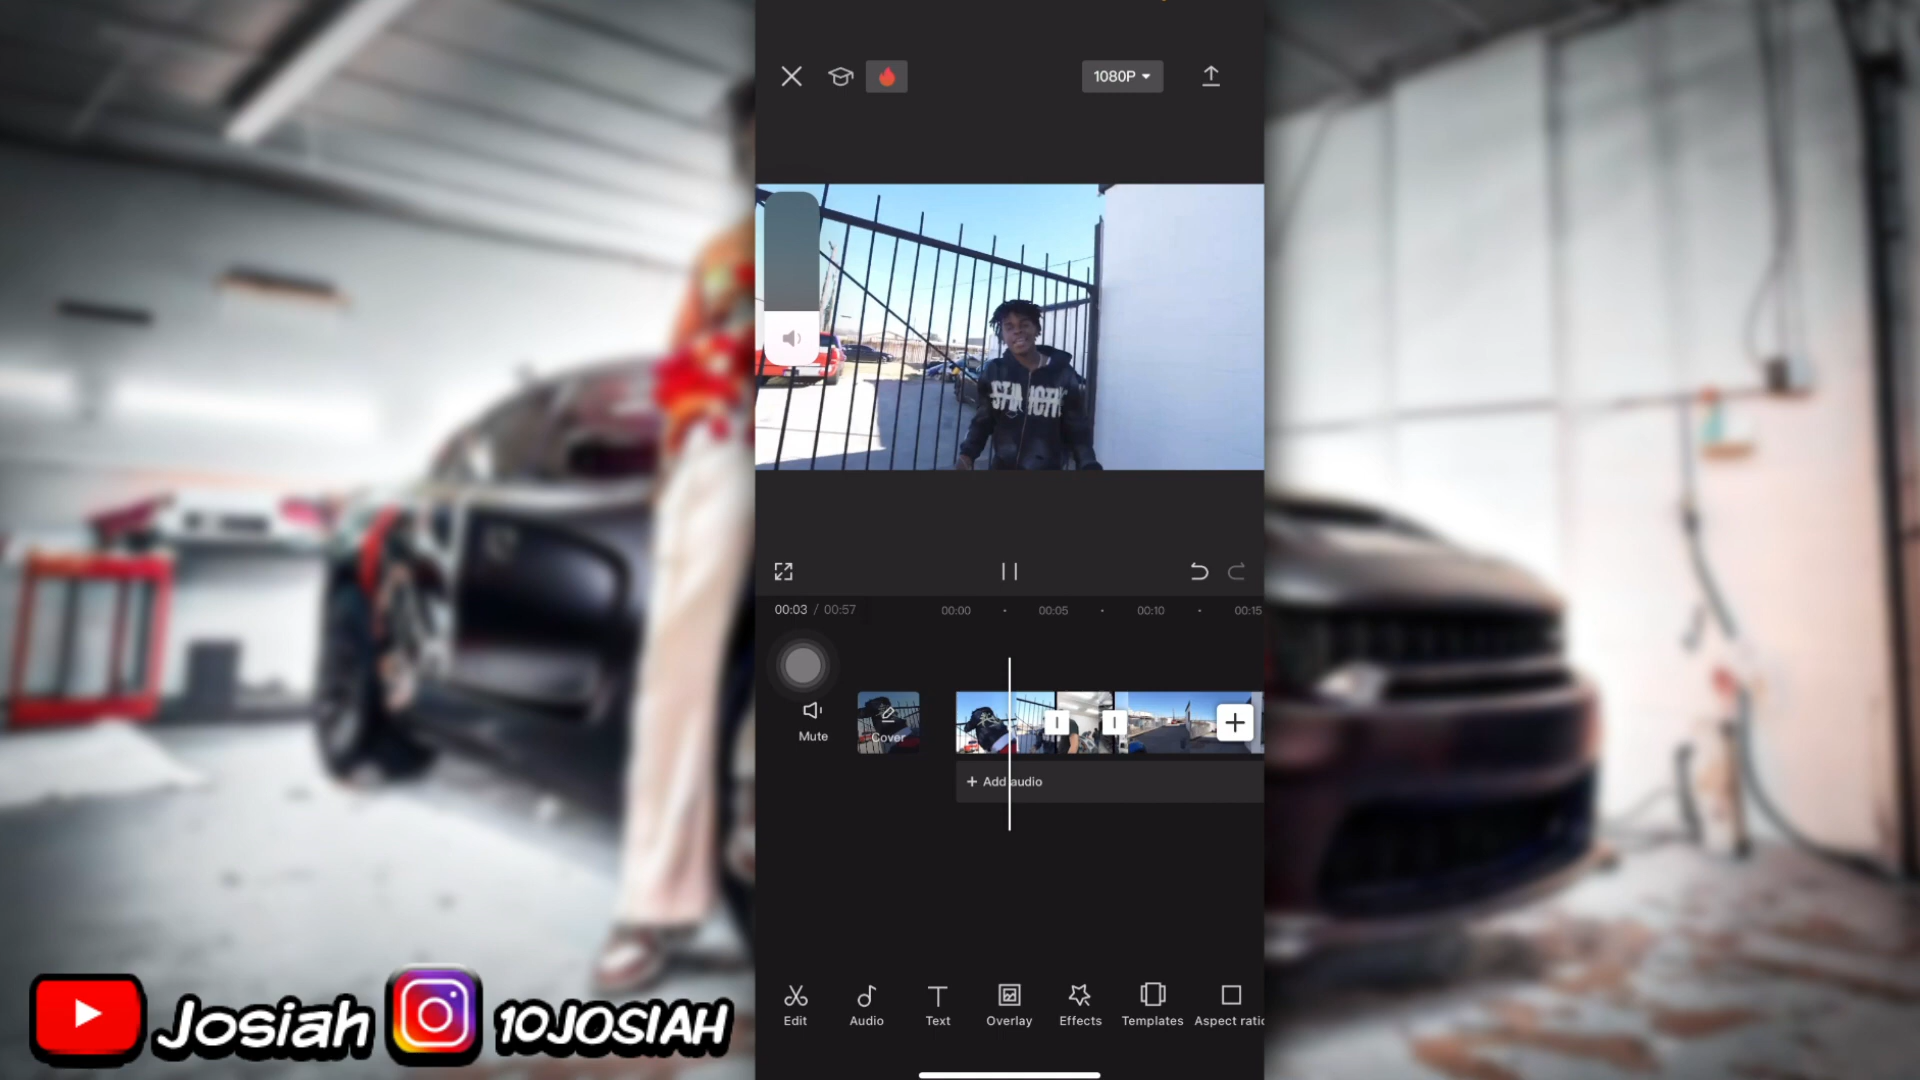 1080P
00:03 / 00:57
00:00
00:05
00:10
00:15
Mute
Cover
+ Add audio
Edit
Audio
Text
Overlay
Effects
Templates
Aspect ratio
Josiah
10JOSIAH